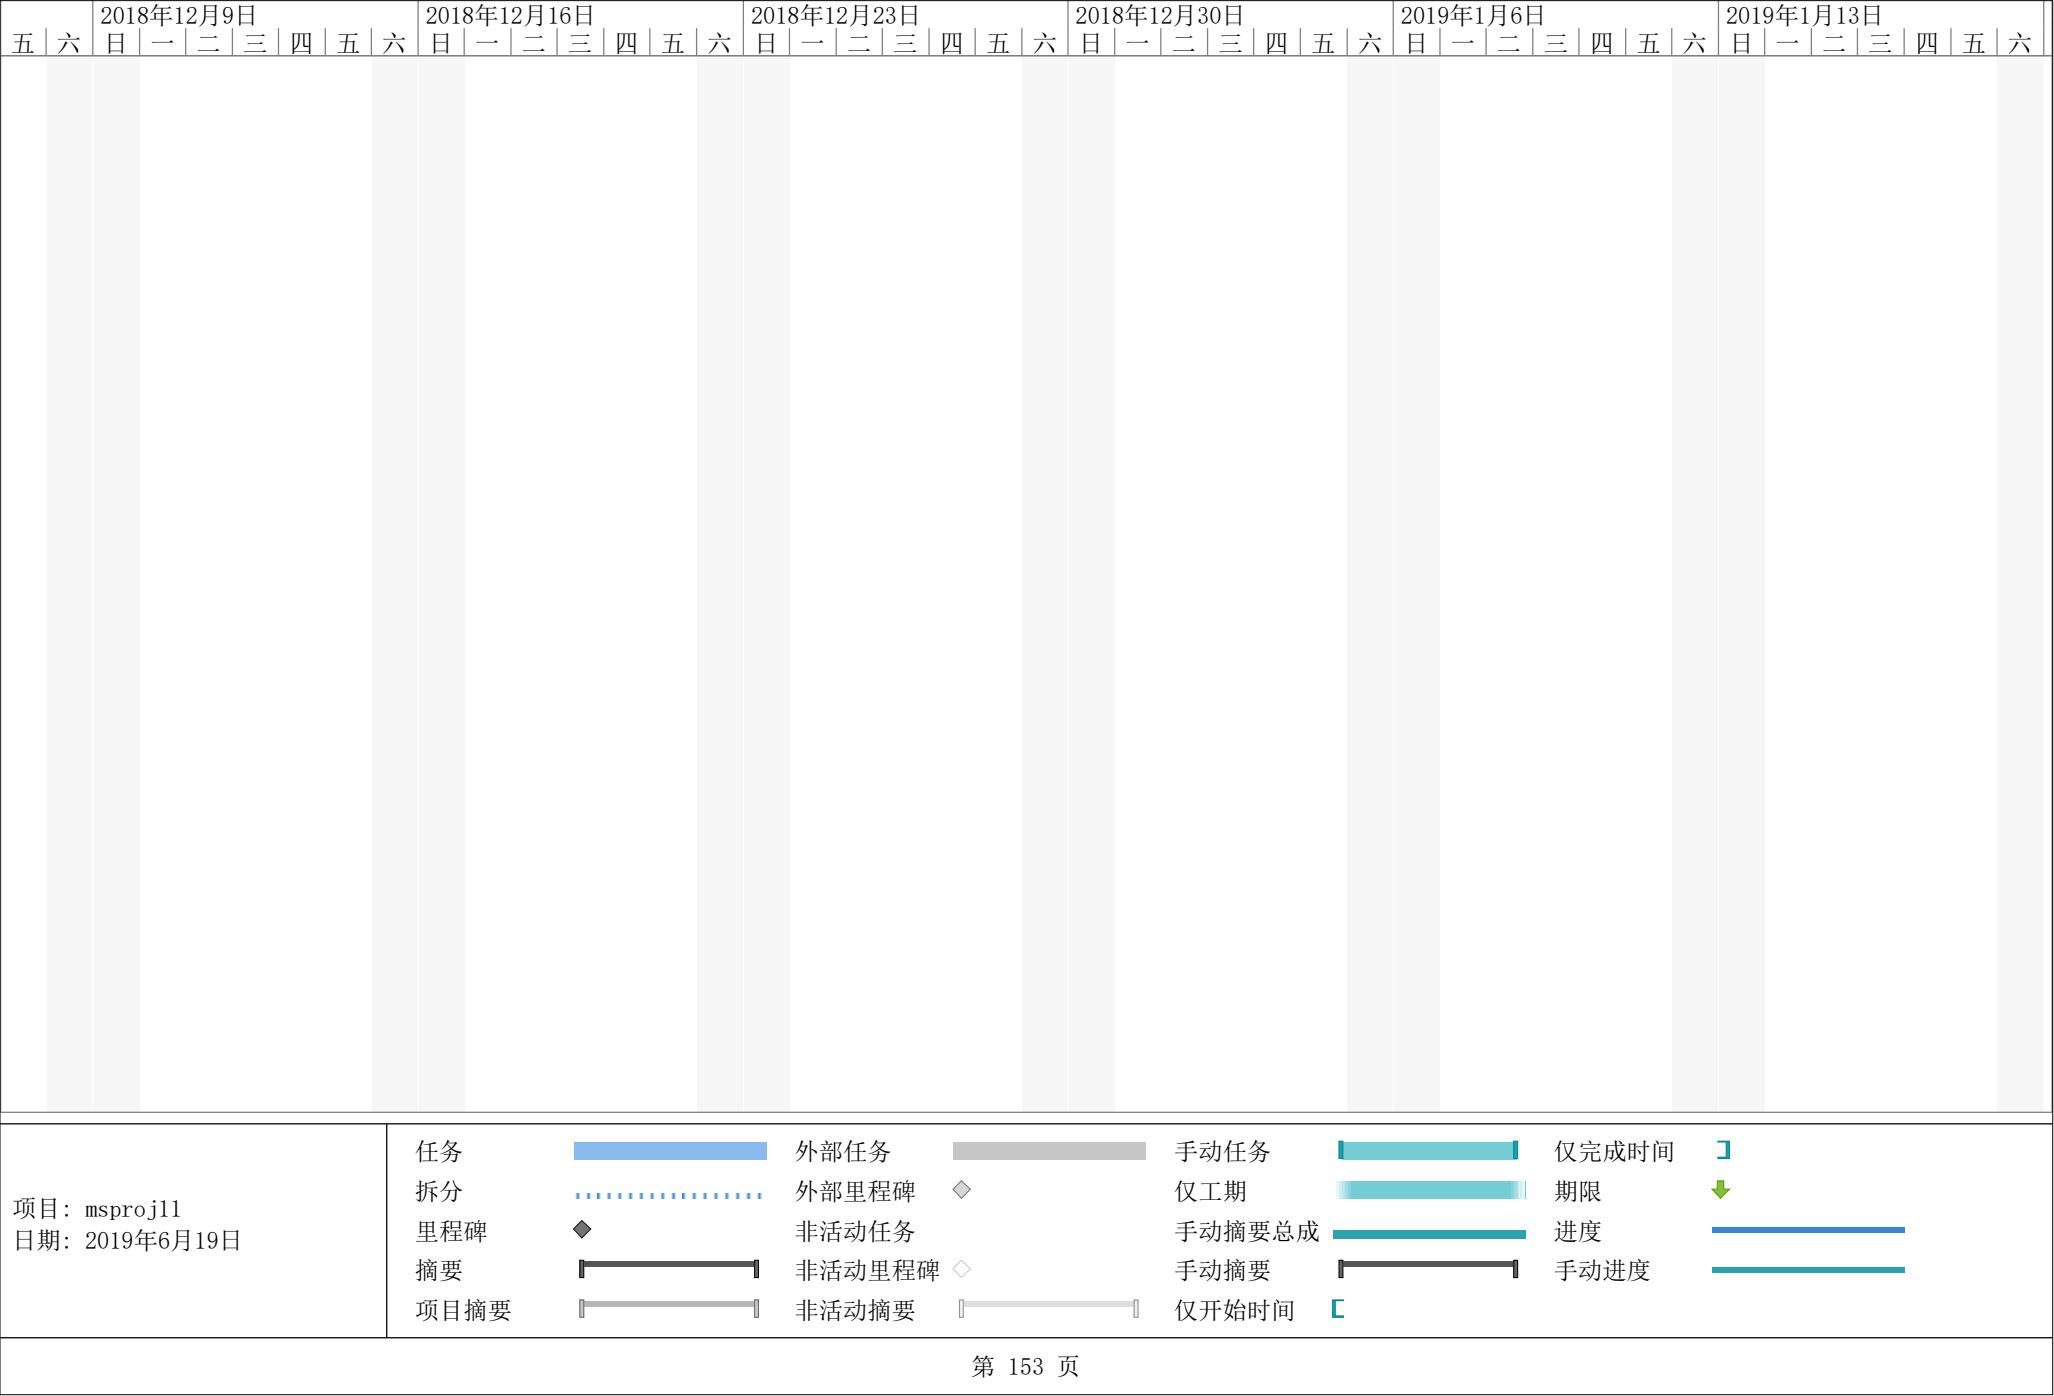 2018年12月9日 2018年12月16日 2018年12月23日 2018年12月30日 2019年1月6日 2019年1月13日
五 六 日 一 二 三 四 五 六 日 一 二 三 四 五 六 日 一 二 三 四 五 六 日 一 二 三 四 五 六 日 一 二 三 四 五 六 日 一 二 三 四 五 六
项目: msproj11
日期: 2019年6月19日
任务
拆分
里程碑
摘要
项目摘要
外部任务
外部里程碑
非活动任务
非活动里程碑
非活动摘要
手动任务
仅工期
手动摘要总成
手动摘要
仅开始时间
仅完成时间
期限
进度
手动进度
第 153 页